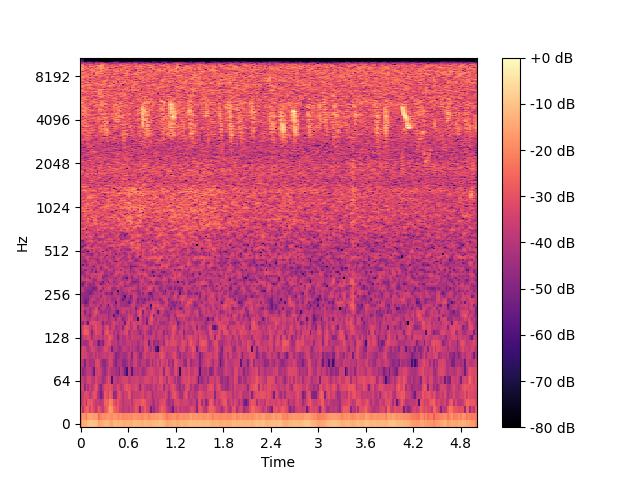 8192
4096
2048
1024
512
256
128
64
0
Hz
0 0.6 1.2 1.8 2.4 3 3.6 4.2 4.8
Time
+0 dB
-10 dB
-20 dB
-30 dB
-40 dB
-50 dB
-60 dB
-70 dB
-80 dB